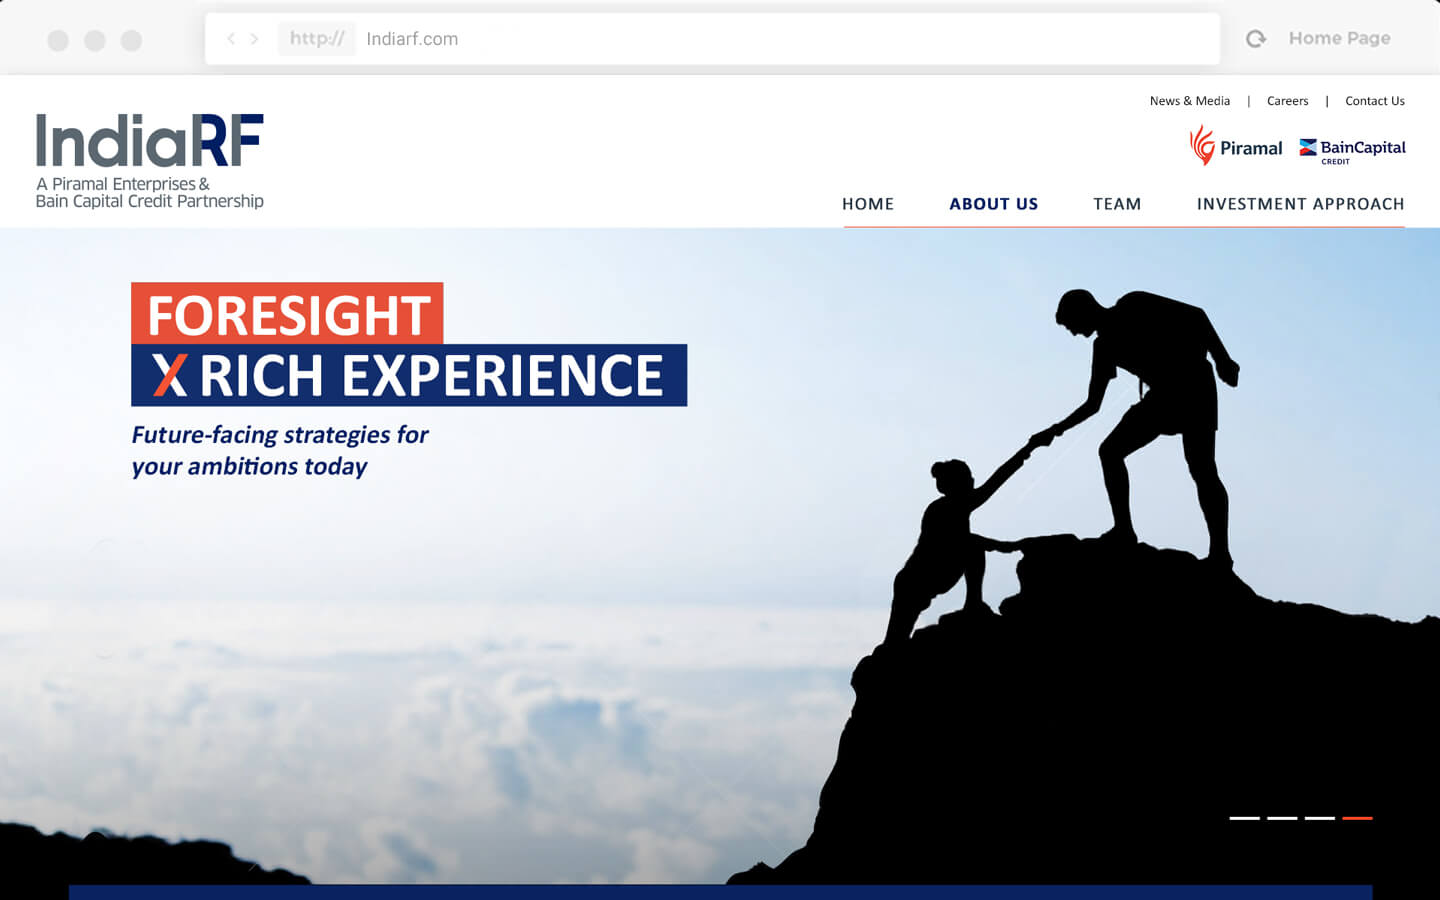 http:// Indiarf.com Home Page
News & Media | Careers | Contact Us
IndiaRF
A Piramal Enterprises &
Bain Capital Credit Partnership
Piramal BainCapital
CREDIT
HOME ABOUT US TEAM INVESTMENT APPROACH
FORESIGHT
X RICH EXPERIENCE
Future-facing strategies for
your ambitions today